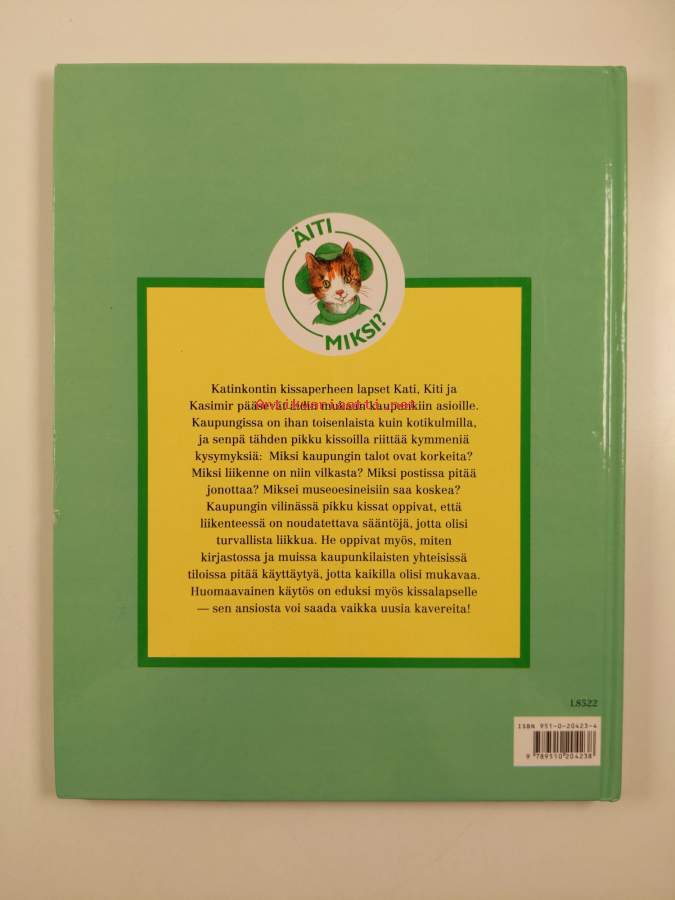 ÄITI
MIKSI?
Katinkontin kissaperheen lapset Kati, Kiti ja
Kasimir pääsevät äidin mukaan kaupunkiin asioille.
Kaupungissa on ihan toisenlaista kuin kotikulmilla,
ja senpä tähden pikku kissoilla riittää kymmeniä
kysymyksiä: Miksi kaupungin talot ovat korkeita?
Miksi liikenne on niin vilkasta? Miksi postissa pitää
jonottaa? Miksei museoesineisiin saa koskea?
Kaupungin vilinässä pikku kissat oppivat, että
liikenteessä on noudatettava sääntöjä, jotta olisi
turvallista liikkua. He oppivat myös, miten
kirjastossa ja muissa kaupunkilaisten yhteisissä
tiloissa pitää käyttäytyä, jotta kaikilla olisi mukavaa.
Huomaavainen käytös on eduksi myös kissalapselle
— sen ansiosta voi saada vaikka uusia kavereita!
L8522
ISBN 951-0-20423-4
9 789510 204238